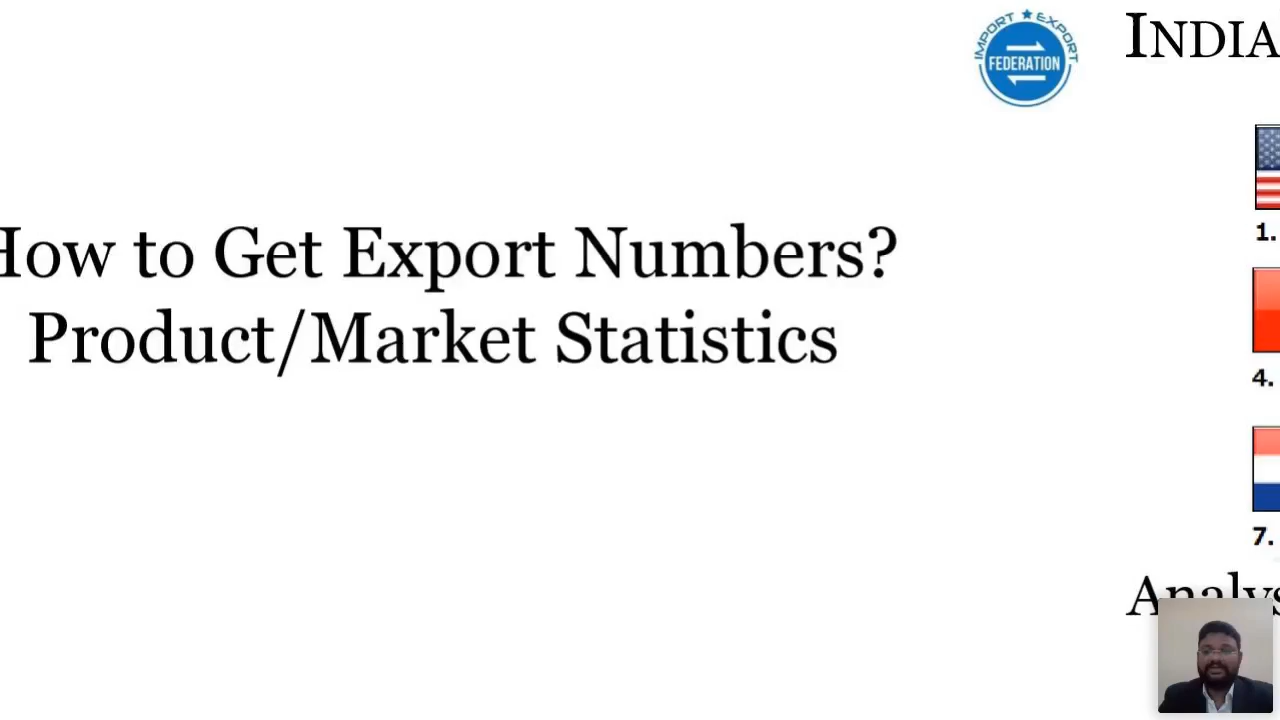 IMPORT EXPORT
FEDERATION
INDIA
How to Get Export Numbers?
Product/Market Statistics
1.
4.
7.